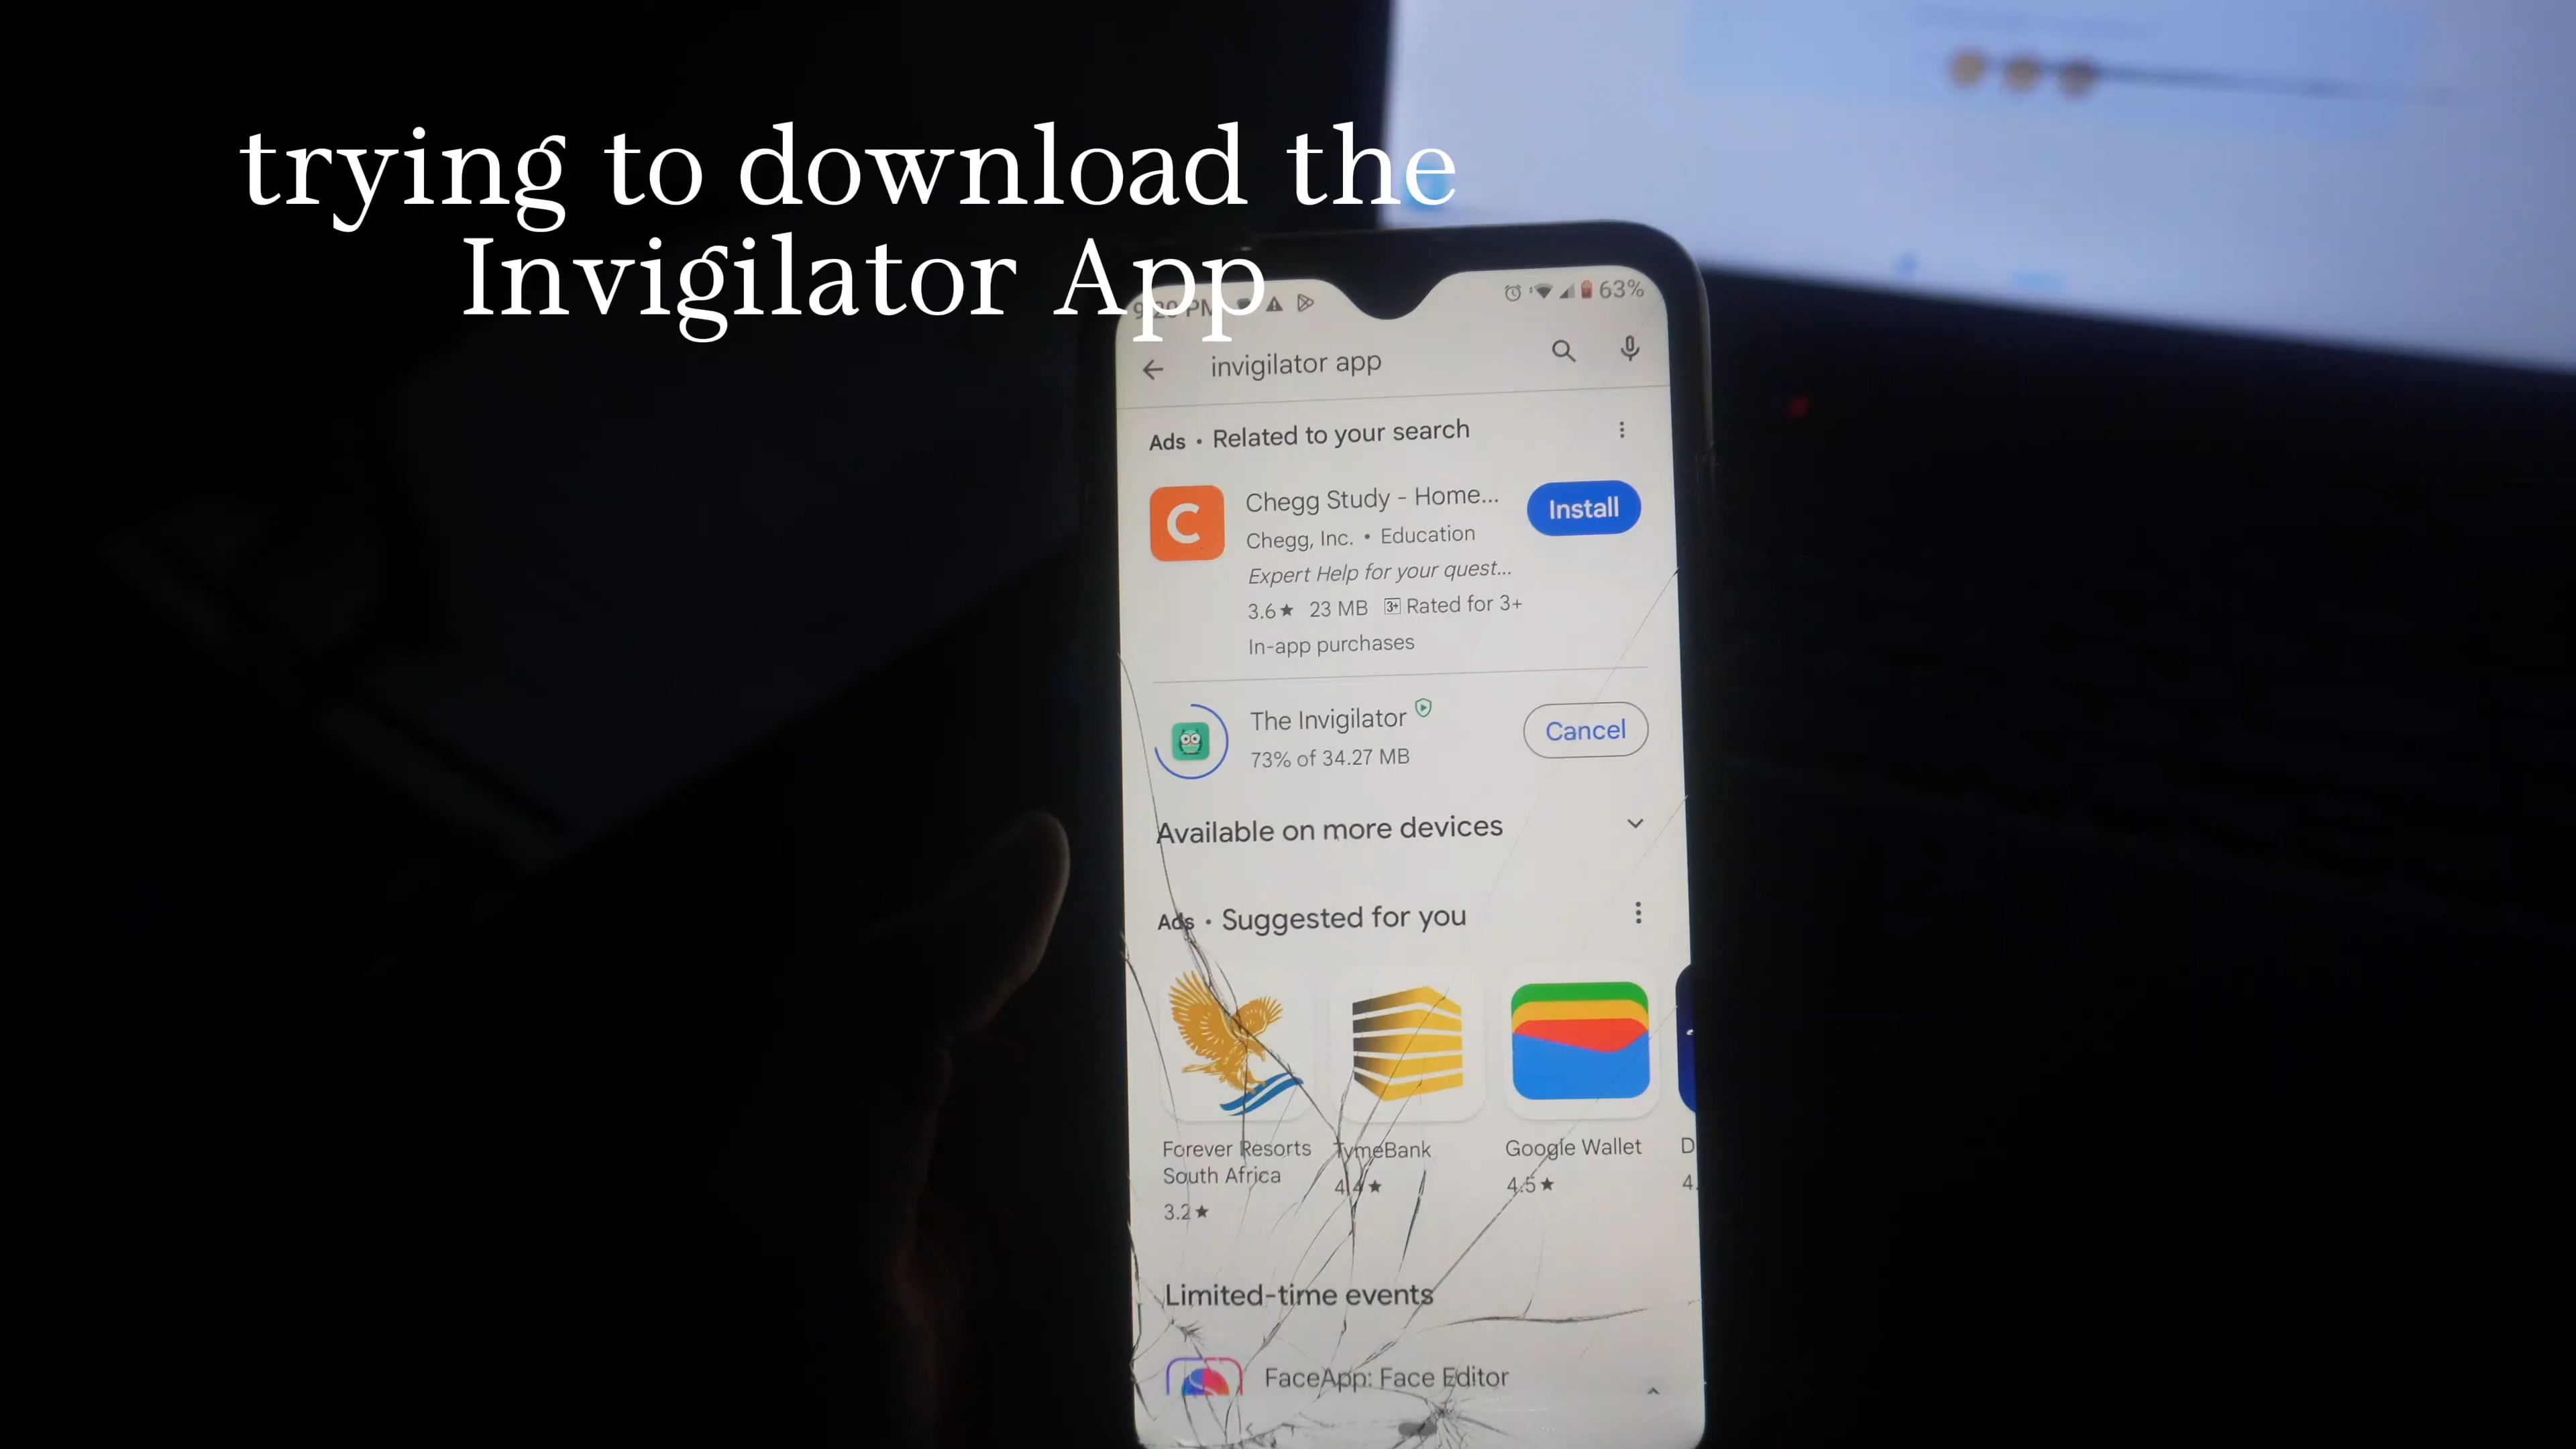 trying to download the
Invigilator App
63%
invigilator app
Ads • Related to your search
Chegg Study - Home...
Install
Chegg, Inc. • Education
Expert Help for your quest...
3.6★ 23 MB 3+ Rated for 3+
In-app purchases
The Invigilator
73% of 34.27 MB
Cancel
Available on more devices
Ads • Suggested for you
Forever Resorts
South Africa
3.2★
TymeBank
4.4★
Google Wallet
4.5★
D
4.
Limited-time events
FaceApp: Face Editor